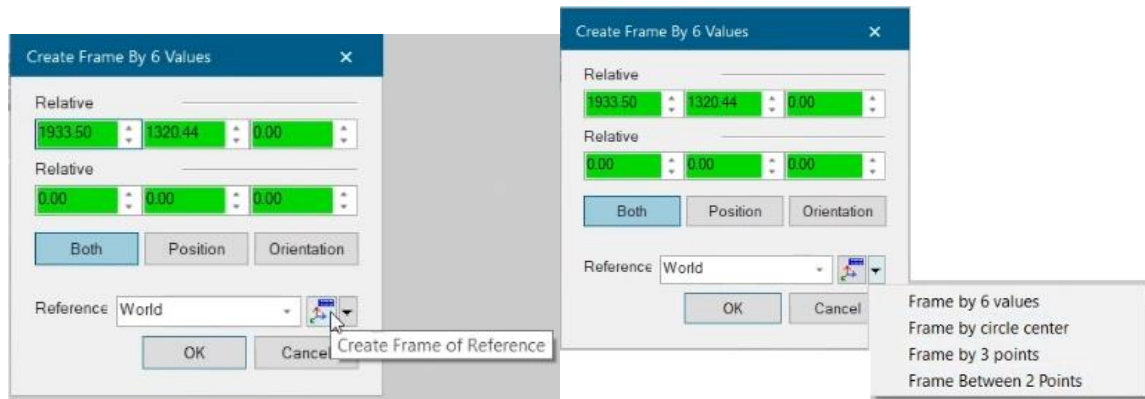 Create Frame By 6 Values
Relative
1933.50 1320.44 0.00
Relative
0.00 0.00 0.00
Both Position Orientation
Reference World
Create Frame of Reference
OK Cancel
Create Frame By 6 Values
Relative
1933.50 1320.44 0.00
Relative
0.00 0.00 0.00
Both Position Orientation
Reference World
OK Cancel
Frame by 6 values
Frame by circle center
Frame by 3 points
Frame Between 2 Points